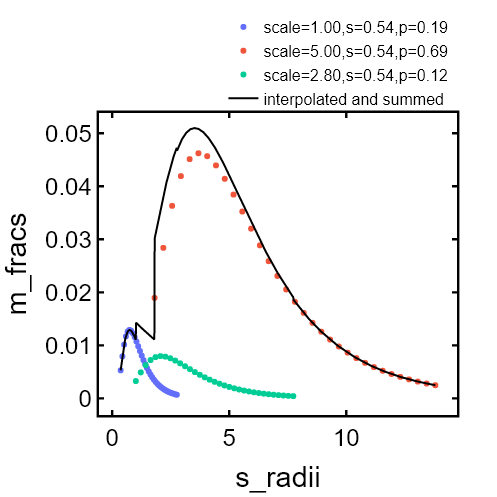 scale=1.00,s=0.54,p=0.19
scale=5.00,s=0.54,p=0.69
scale=2.80,s=0.54,p=0.12
interpolated and summed
0.05
0.04
0.03
0.02
0.01
0
m_fracs
0 5 10
s_radii